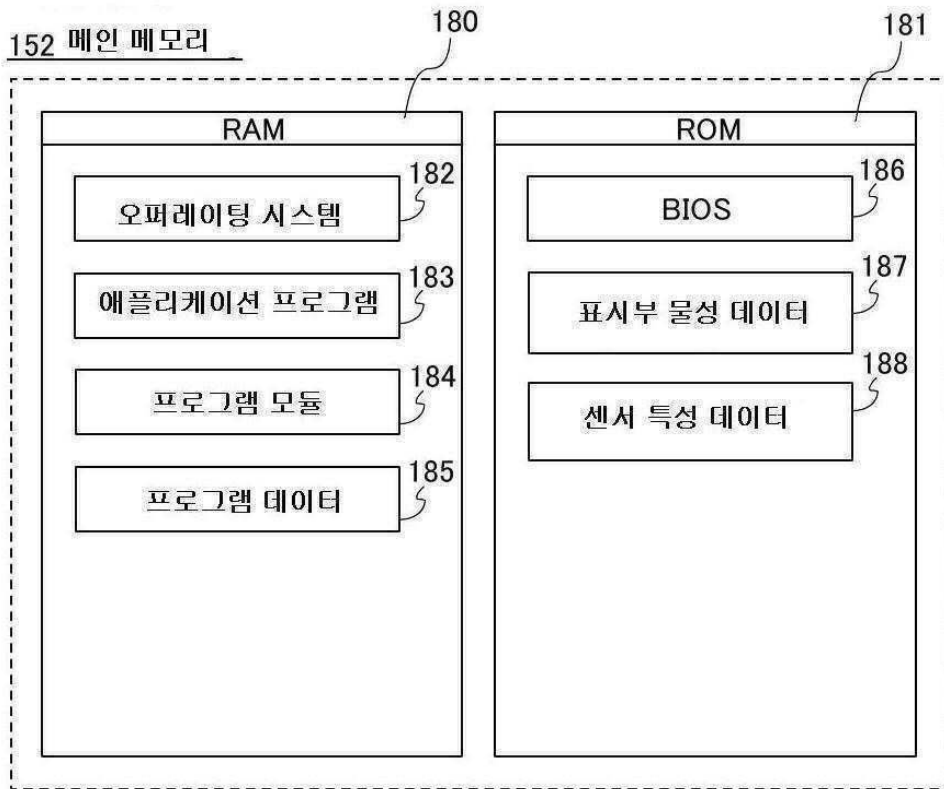 152 메인 메모리
180
181
RAM
182
오퍼레이팅 시스템
183
애플리케이션 프로그램
184
프로그램 모듈
185
프로그램 데이터
ROM
186
BIOS
187
표시부 물성 데이터
188
센서 특성 데이터